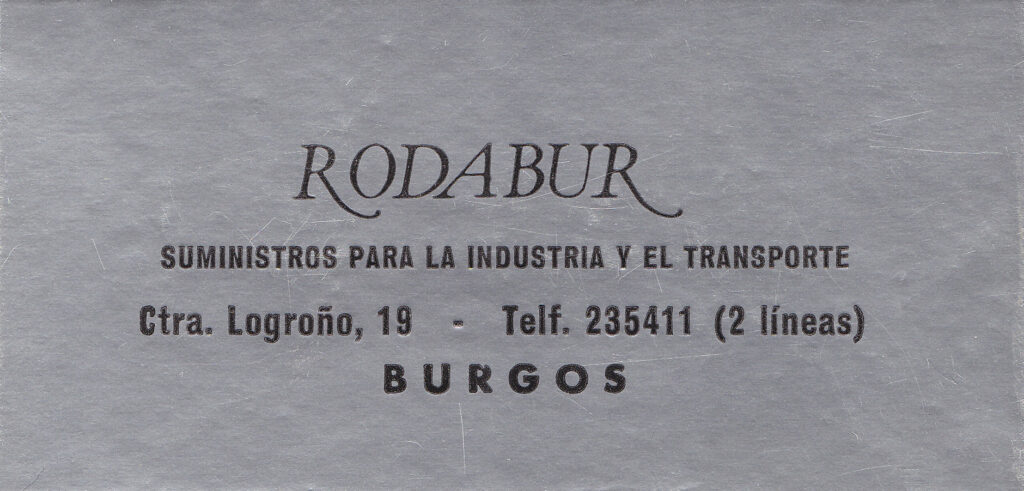 RODABUR
SUMINISTROS PARA LA INDUSTRIA Y EL TRANSPORTE
Ctra. Logroño, 19 - Telf. 235411 (2 líneas)
BURGOS